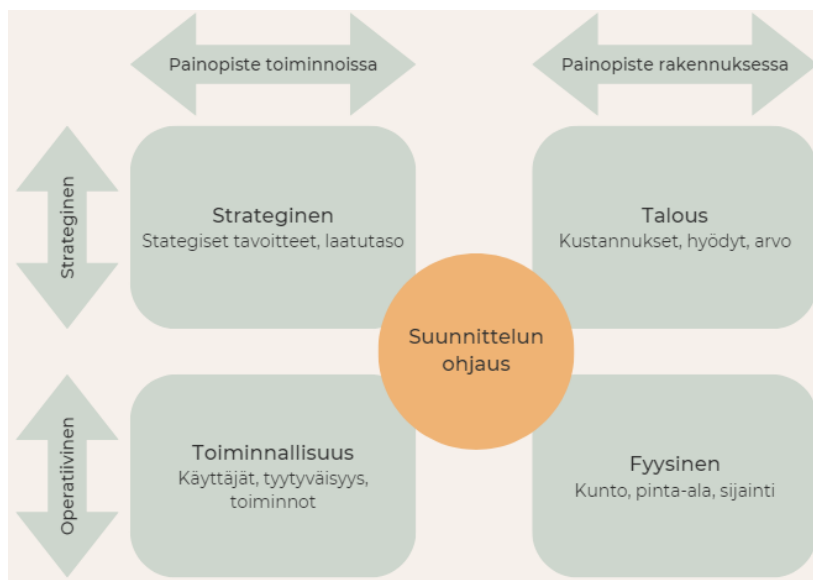 Painopiste toiminnoissa
Painopiste rakennuksessa
Strateginen
Strateginen
Stategiset tavoitteet, laatutaso
Talous
Kustannukset, hyödyt, arvo
Suunnittelun
ohjaus
Operatiivinen
Toiminnallisuus
Käyttäjät, tyytyväisyys,
toiminnot
Fyysinen
Kunto, pinta-ala, sijainti